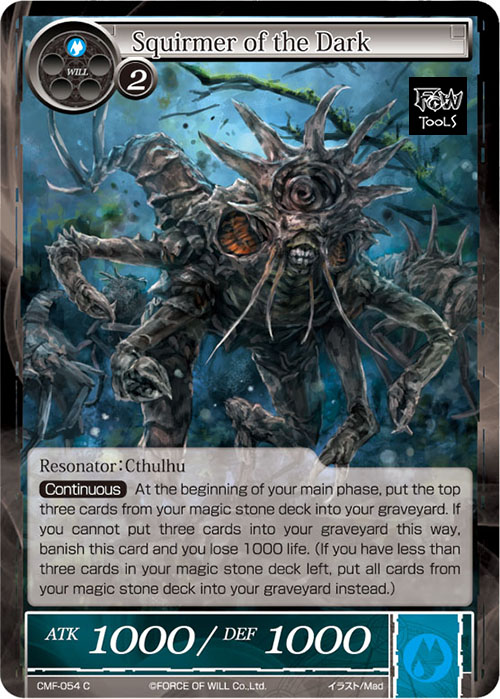 Squirmer of the Dark
WILL
2
FOW
TOOLS
Resonator:Cthulhu
Continuous At the beginning of your main phase, put the top
three cards from your magic stone deck into your graveyard. If
you cannot put three cards into your graveyard this way,
banish this card and you lose 1000 life. (If you have less than
three cards in your magic stone deck left, put all cards from
your magic stone deck into your graveyard instead.)
ATK 1000 / DEF 1000
CMF-054 C ©FORCE OF WILL Co.,Ltd. イラスト/Mad